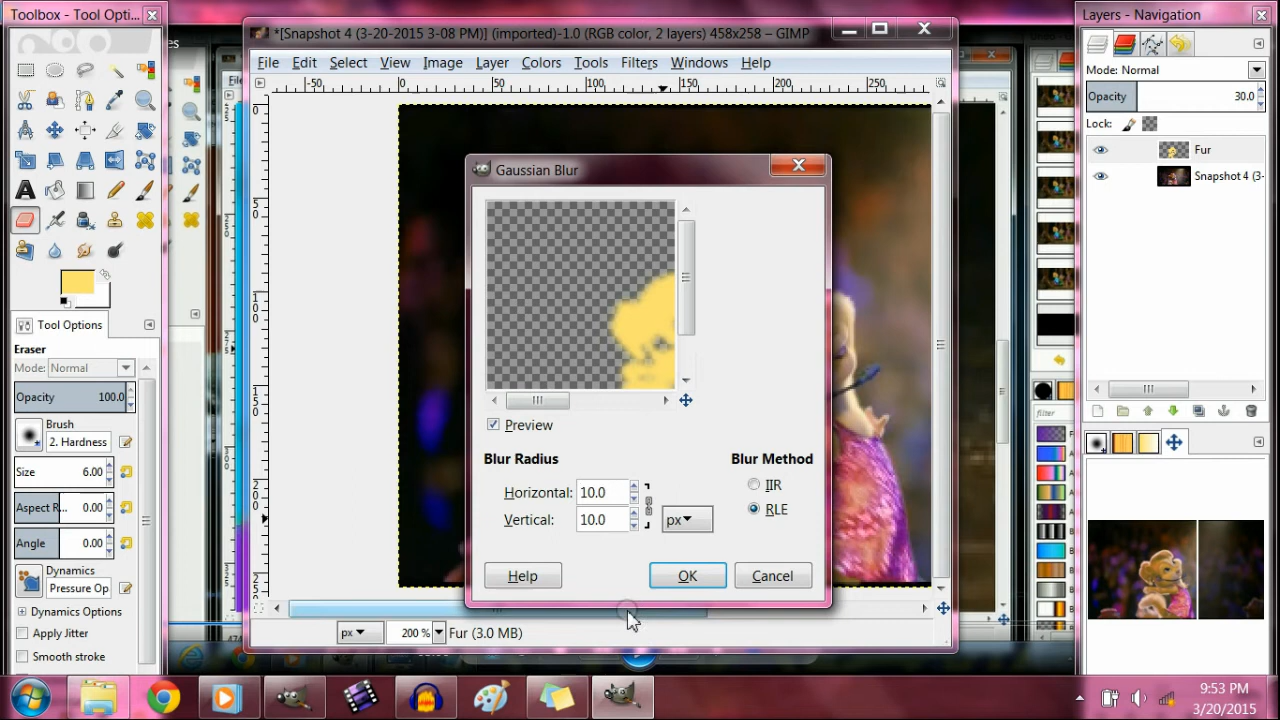 Toolbox - Tool Opti...
*[Snapshot 4 (3-20-2015 3-08 PM)] (imported)-1.0 (RGB color, 2 layers) 458x258 – GIMP
Layers - Navigation
File Edit Select View Image Layer Colors Tools Filters Windows Help
-50 0 50 100 150 200 250
Mode: Normal
Opacity 30.0
Lock:
Fur
Snapshot 4 (3-
Gaussian Blur
Preview
Blur Radius
Horizontal: 10.0
Vertical: 10.0
px
Blur Method
IIR
RLE
Help OK Cancel
Tool Options
Eraser
Mode: Normal
Opacity 100.0
Brush
2. Hardness
Size 6.00
Aspect R... 0.00
Angle 0.00
Dynamics
Pressure Op
Dynamics Options
Apply Jitter
Smooth stroke
filter
px 200 % Fur (3.0 MB)
9:53 PM
3/20/2015